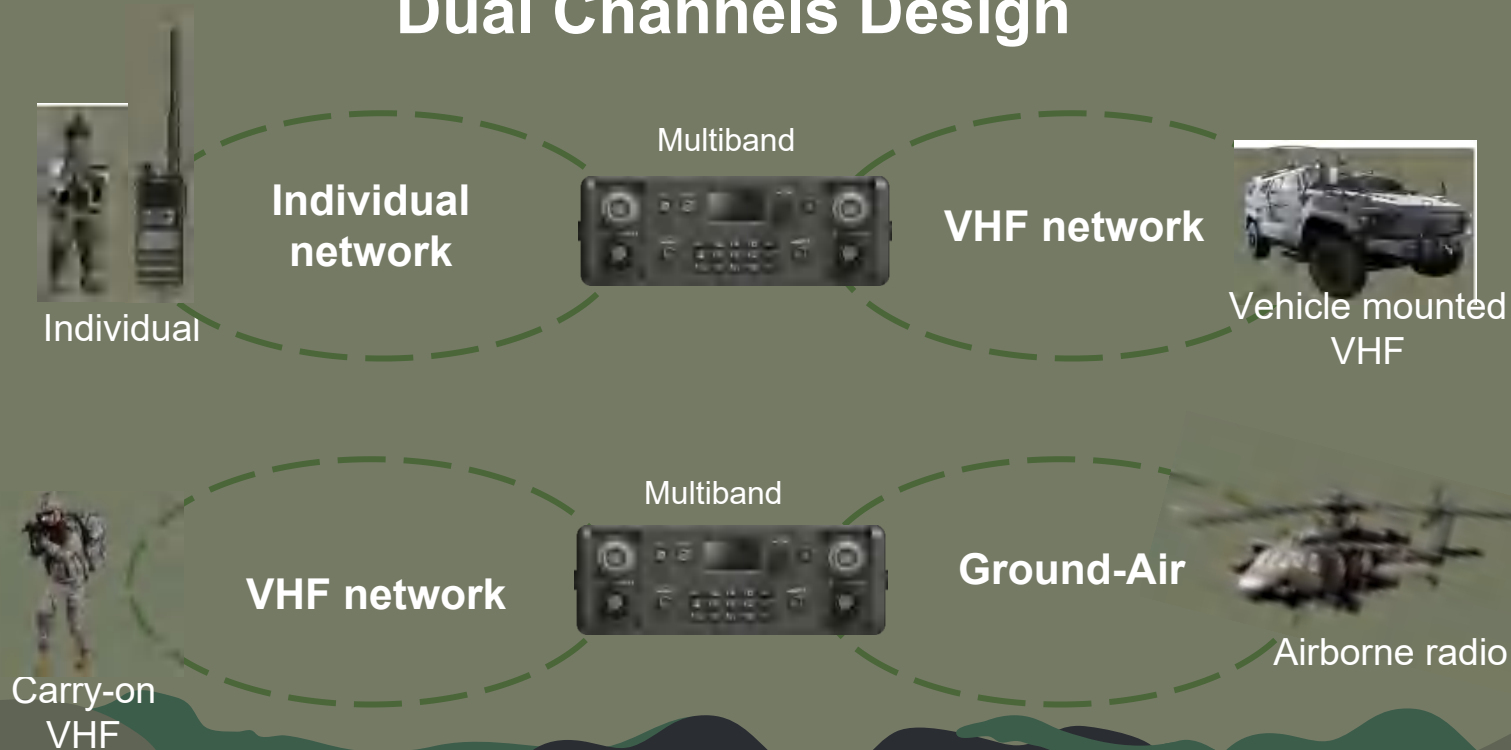 Dual Channels Design
Multiband
Individual
network
VHF network
Individual
Vehicle mounted
VHF
Multiband
VHF network
Ground-Air
Airborne radio
Carry-on
VHF